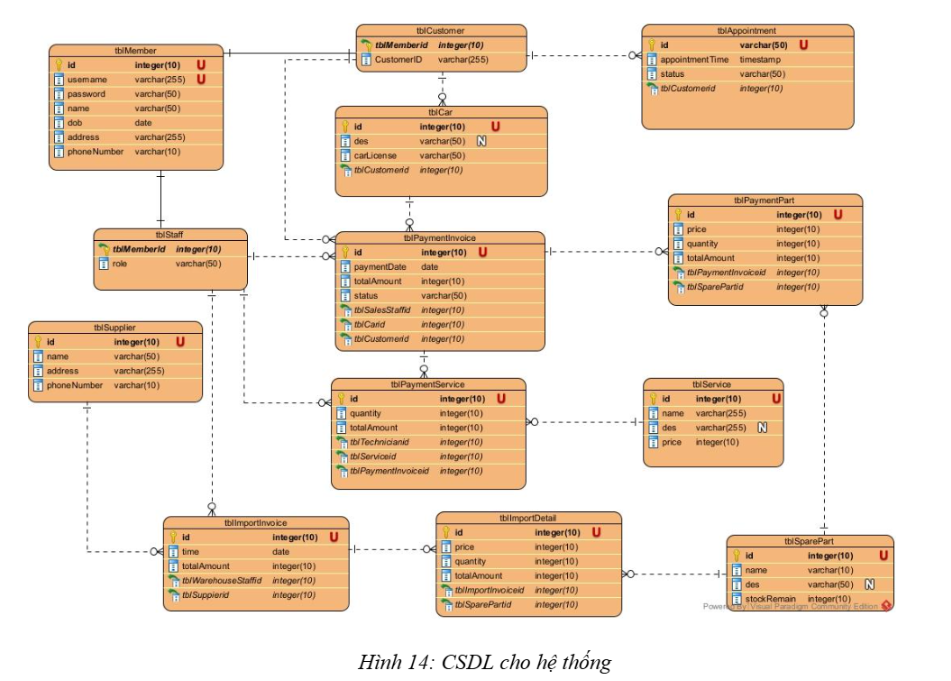 tblMember
id integer(10) U
username varchar(255) U
password varchar(50)
name varchar(50)
dob date
address varchar(255)
phoneNumber varchar(10)
tblCustomer
tblMemberid integer(10)
CustomerID varchar(255)
tblAppointment
id varchar(50) U
appointmentTime timestamp
status varchar(50)
tblCustomerId integer(10)
tblCar
id integer(10) U
des varchar(50) N
carLicense varchar(50)
tblCustomerId integer(10)
tblStaff
tblMemberId integer(10)
role varchar(50)
tblPaymentInvoice
id integer(10) U
paymentDate date
totalAmount integer(10)
status varchar(50)
tblSalesStaffid integer(10)
tblCarid integer(10)
tblCustomerId integer(10)
tblPaymentPart
id integer(10) U
price integer(10)
quantity integer(10)
totalAmount integer(10)
tblPaymentInvoiceid integer(10)
tblSparePartid integer(10)
tblSupplier
id integer(10) U
name varchar(50)
address varchar(255)
phoneNumber varchar(10)
tblPaymentService
id integer(10) U
quantity integer(10)
totalAmount integer(10)
tblTechnicianid integer(10)
tblServiceid integer(10)
tblPaymentInvoiceid integer(10)
tblService
id integer(10) U
name varchar(255)
des varchar(255) N
price integer(10)
tblImportInvoice
id integer(10) U
time date
totalAmount integer(10)
tblWarehouseStaffid integer(10)
tblSuppierid integer(10)
tblImportDetail
id integer(10) U
price integer(10)
quantity integer(10)
totalAmount integer(10)
tblImportInvoiceid integer(10)
tblSparePartid integer(10)
tblSparePart
id integer(10) U
name varchar(10)
des varchar(50) N
stockRemain integer(10)
Powered By Visual Paradigm Community Edition
Hình 14: CSDL cho hệ thống